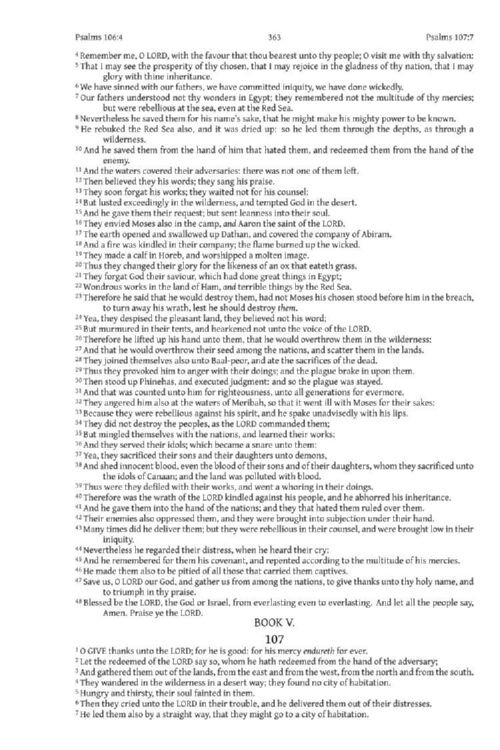 Psalms 106:4 363 Psalms 107:7
4 Remember me, O LORD, with the favour that thou bearest unto thy people; O visit me with thy salvation:
5 That I may see the prosperity of thy chosen, that I may rejoice in the gladness of thy nation, that I may
glory with thine inheritance.
6 We have sinned with our fathers, we have committed iniquity, we have done wickedly.
7 Our fathers understood not thy wonders in Egypt; they remembered not the multitude of thy mercies;
but were rebellious at the sea, even at the Red Sea.
8 Nevertheless he saved them for his name's sake, that he might make his mighty power to be known.
9 He rebuked the Red Sea also, and it was dried up: so he led them through the depths, as through a
wilderness.
10 And he saved them from the hand of him that hated them, and redeemed them from the hand of the
enemy.
11 And the waters covered their adversaries: there was not one of them left.
12 Then believed they his words; they sang his praise.
13 They soon forgat his works; they waited not for his counsel:
14 But lusted exceedingly in the wilderness, and tempted God in the desert.
15 And he gave them their request; but sent leanness into their soul.
16 They envied Moses also in the camp, and Aaron the saint of the LORD.
17 The earth opened and swallowed up Dathan, and covered the company of Abiram.
18 And a fire was kindled in their company; the flame burned up the wicked.
19 They made a calf in Horeb, and worshipped a molten image.
20 Thus they changed their glory for the likeness of an ox that eateth grass.
21 They forgat God their saviour, which had done great things in Egypt;
22 Wondrous works in the land of Ham, and terrible things by the Red Sea.
23 Therefore he said that he would destroy them, had not Moses his chosen stood before him in the breach,
to turn away his wrath, lest he should destroy them.
24 Yea, they despised the pleasant land, they believed not his word;
25 But murmured in their tents, and hearkened not unto the voice of the LORD.
26 Therefore he lifted up his hand unto them, that he would overthrow them in the wilderness:
27 And that he would overthrow their seed among the nations, and scatter them in the lands.
28 They joined themselves also unto Baal-peor, and ate the sacrifices of the dead.
29 Thus they provoked him to anger with their doings; and the plague brake in upon them.
30 Then stood up Phinehas, and executed judgment: and so the plague was stayed.
31 And that was counted unto him for righteousness, unto all generations for evermore.
32 They angered him also at the waters of Meribah, so that it went ill with Moses for their sakes:
33 Because they were rebellious against his spirit, and he spake unadvisedly with his lips.
34 They did not destroy the peoples, as the LORD commanded them;
35 But mingled themselves with the nations, and learned their works:
36 And they served their idols; which became a snare unto them:
37 Yea, they sacrificed their sons and their daughters unto demons,
38 And shed innocent blood, even the blood of their sons and of their daughters, whom they sacrificed unto
the idols of Canaan; and the land was polluted with blood.
39 Thus were they defiled with their works, and went a whoring in their doings.
40 Therefore was the wrath of the LORD kindled against his people, and he abhorred his inheritance.
41 And he gave them into the hand of the nations; and they that hated them ruled over them.
42 Their enemies also oppressed them, and they were brought into subjection under their hand.
43 Many times did he deliver them; but they were rebellious in their counsel, and were brought low in their
iniquity.
44 Nevertheless he regarded their distress, when he heard their cry:
45 And he remembered for them his covenant, and repented according to the multitude of his mercies.
46 He made them also to be pitied of all those that carried them captives.
47 Save us, O LORD our God, and gather us from among the nations, to give thanks unto thy holy name, and
to triumph in thy praise.
48 Blessed be the LORD, the God or Israel, from everlasting even to everlasting. And let all the people say,
Amen. Praise ye the LORD.
BOOK V.
107
1 O GIVE thanks unto the LORD; for he is good: for his mercy endureth for ever.
2 Let the redeemed of the LORD say so, whom he hath redeemed from the hand of the adversary;
3 And gathered them out of the lands, from the east and from the west, from the north and from the south.
4 They wandered in the wilderness in a desert way; they found no city of habitation.
5 Hungry and thirsty, their soul fainted in them.
6 Then they cried unto the LORD in their trouble, and he delivered them out of their distresses.
7 He led them also by a straight way, that they might go to a city of habitation.